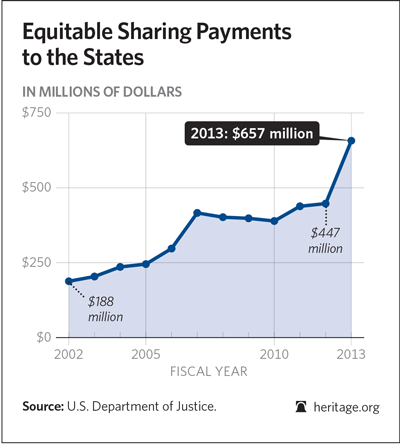 Equitable Sharing Payments
to the States
IN MILLIONS OF DOLLARS
$750
2013: $657 million
$500
$447
million
$250
$188
million
$0
2002 2005 2010 2013
FISCAL YEAR
Source: U.S. Department of Justice.
heritage.org